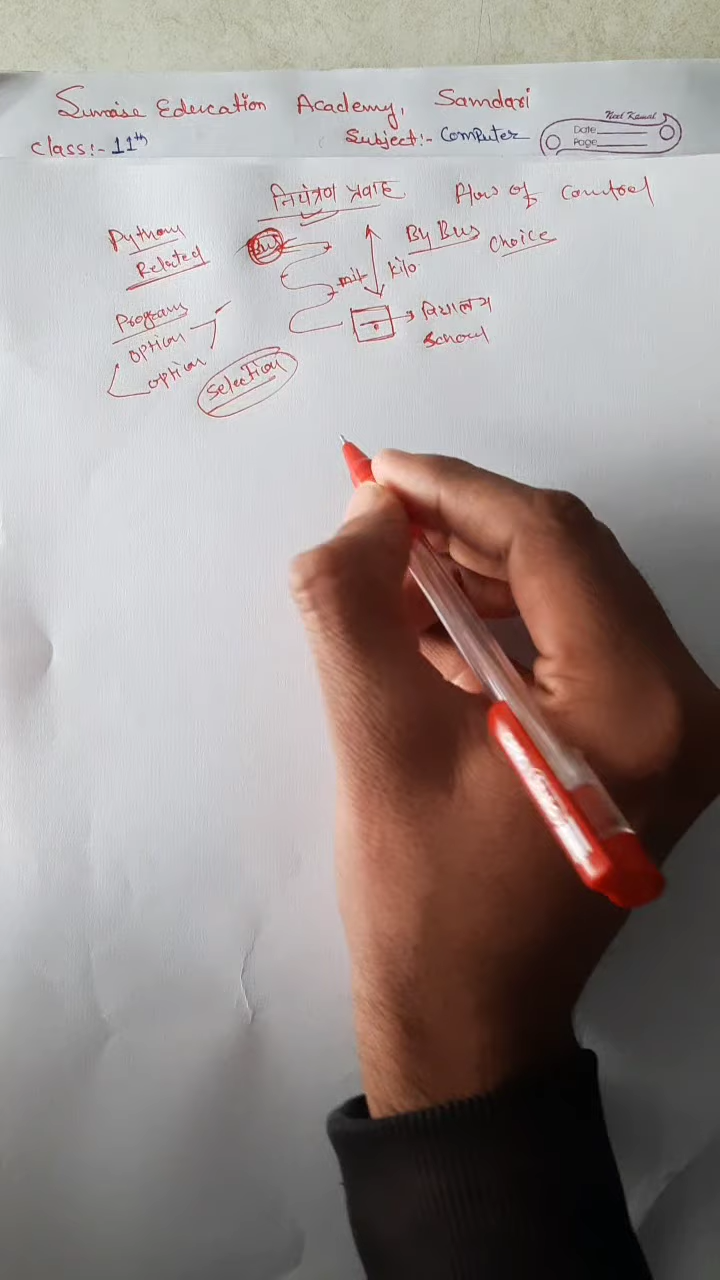 Sunrise Education Academy, Samdari
Class:- 11th Subject:- Computer
Neel Kamal
Date
Page
नियंत्रण प्रवाह Flow of Control
Python
Related
Bus
By Bus Choice
kilo
Program
option
option
Selection
विद्यालय
School